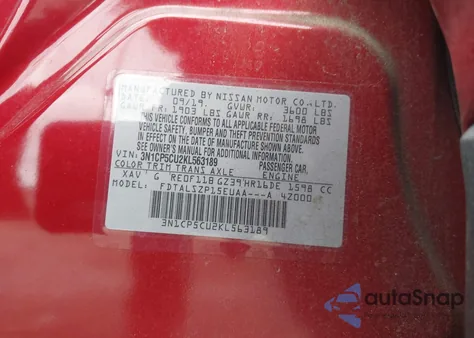 MANUFACTURED BY NISSAN MOTOR CO.,LTD.
DATE: 09/19. GVWR: 3600 LBS
GAWR FR: 1903 LBS GAWR RR: 1698 LBS
THIS VEHICLE CONFORMS TO ALL APPLICABLE FEDERAL MOTOR
VEHICLE SAFETY, BUMPER AND THEFT PREVENTION STANDARDS
IN EFFECT ON THE DATE OF MANUFACTURE SHOWN ABOVE.
SEE OWNER'S MANUAL FOR ADDITIONAL INFORMATION.
VIN: 3N1CP5CU2KL563189 PASSENGER CAR
COLOR TRIM TRANS AXLE ENGINE
XAV G RE0F11B GZ39 HR16DE 1598 CC
MODEL: FDTALSZP15EUAA---A 42000
3N1CP5CU2KL563189
autoSnap